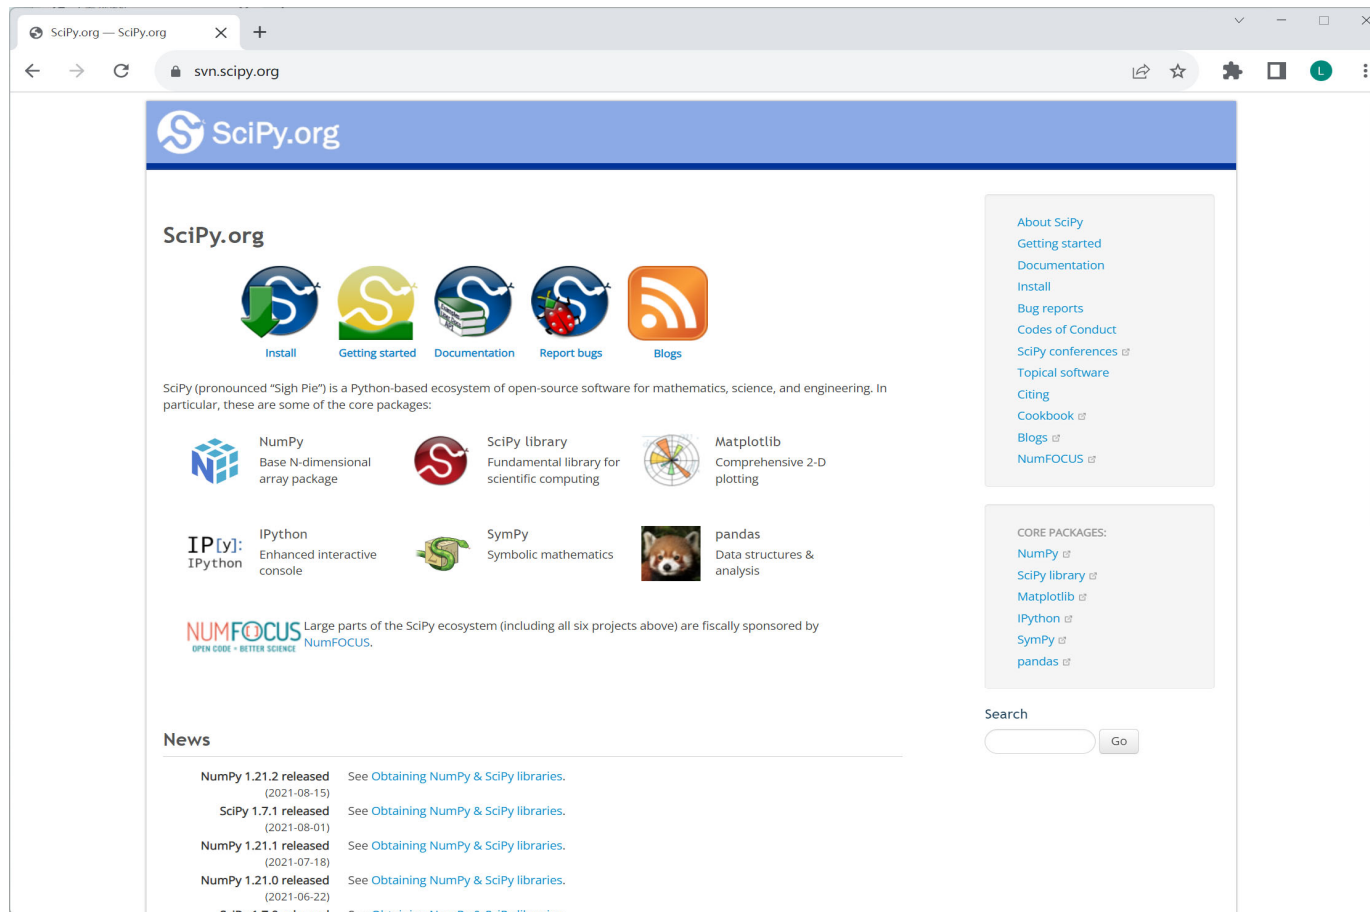 SciPy.org — SciPy.org
svn.scipy.org
L
SciPy.org
SciPy.org
Install
Getting started
Documentation
Report bugs
Blogs
SciPy (pronounced “Sigh Pie”) is a Python-based ecosystem of open-source software for mathematics, science, and engineering. In
particular, these are some of the core packages:
NumPy
Base N-dimensional
array package
SciPy library
Fundamental library for
scientific computing
Matplotlib
Comprehensive 2-D
plotting
IP[y]:
IPython
IPython
Enhanced interactive
console
SymPy
Symbolic mathematics
pandas
Data structures &
analysis
NUMFOCUS
OPEN CODE = BETTER SCIENCE
Large parts of the SciPy ecosystem (including all six projects above) are fiscally sponsored by
NumFOCUS.
News
NumPy 1.21.2 released See Obtaining NumPy & SciPy libraries.
(2021-08-15)
SciPy 1.7.1 released See Obtaining NumPy & SciPy libraries.
(2021-08-01)
NumPy 1.21.1 released See Obtaining NumPy & SciPy libraries.
(2021-07-18)
NumPy 1.21.0 released See Obtaining NumPy & SciPy libraries.
(2021-06-22)
About SciPy
Getting started
Documentation
Install
Bug reports
Codes of Conduct
SciPy conferences
Topical software
Citing
Cookbook
Blogs
NumFOCUS
CORE PACKAGES:
NumPy
SciPy library
Matplotlib
IPython
SymPy
pandas
Search
Go